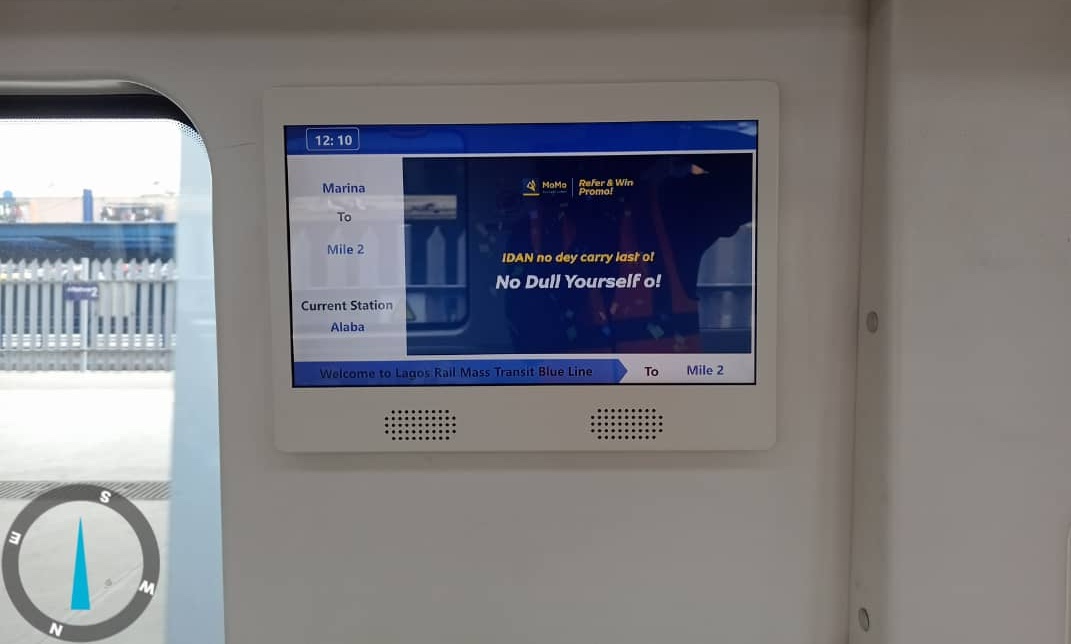 12: 10
Marina
To
Mile 2
Current Station
Alaba
MoMo
Refer & Win
Promo!
IDAN no dey carry last o!
No Dull Yourself o!
Welcome to Lagos Rail Mass Transit Blue Line
To
Mile 2
S
E
W
N